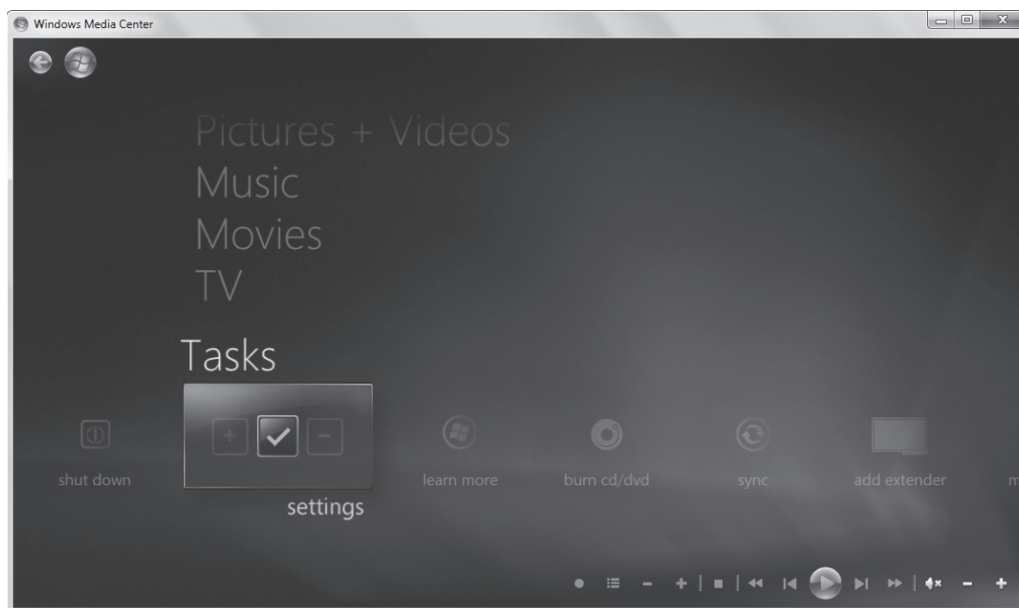 Windows Media Center
Pictures + Videos
Music
Movies
TV
Tasks
shut down
settings
learn more
burn cd/dvd
sync
add extender
m